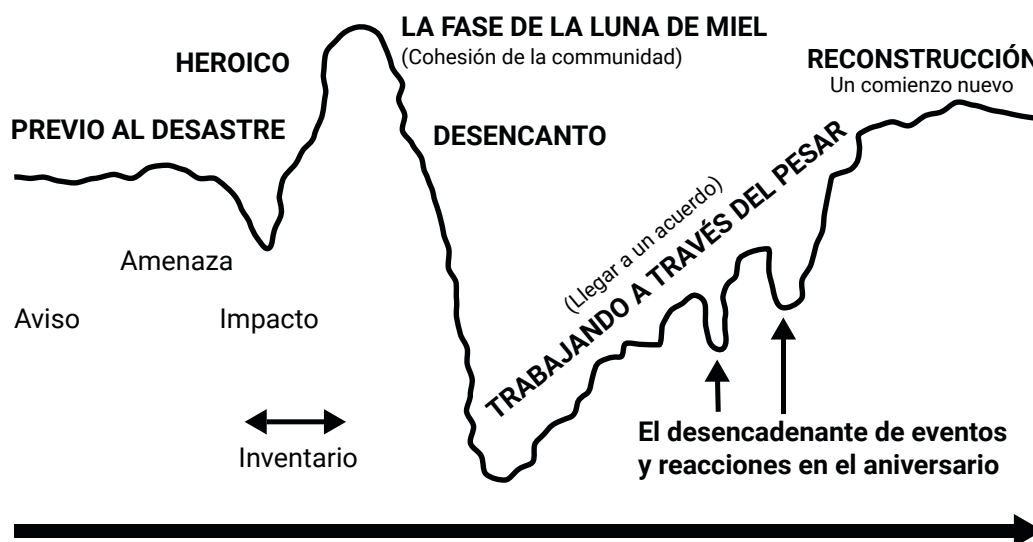 LA FASE DE LA LUNA DE MIEL
(Cohesión de la communidad)
HEROICO
RECONSTRUCCIÓN
Un comienzo nuevo
PREVIO AL DESASTRE
DESENCANTO
(Llegar a un acuerdo)
TRABAJANDO A TRAVÉS DEL PESAR
Amenaza
Aviso
Impacto
Inventario
El desencadenante de eventos
y reacciones en el aniversario